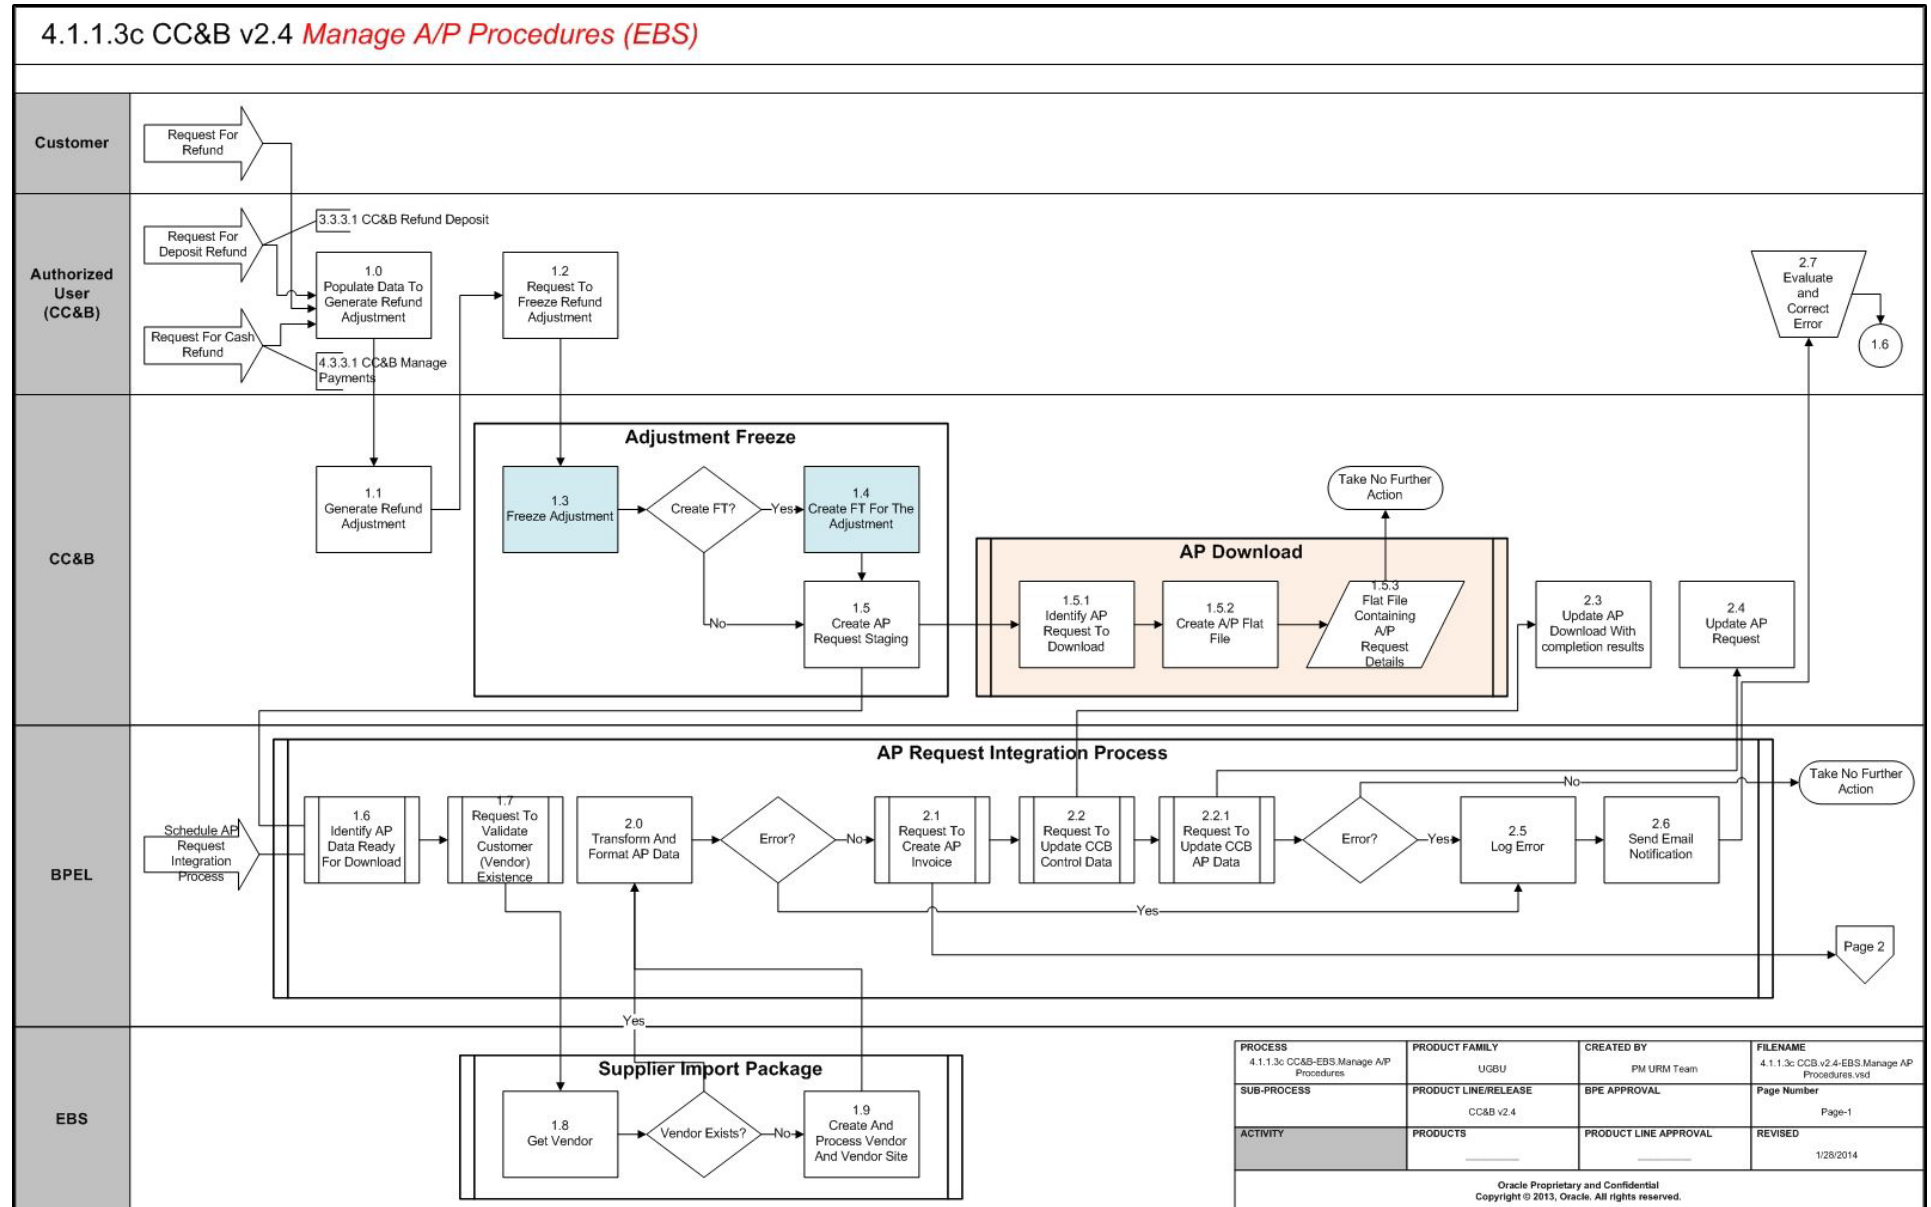 4.1.1.3c CC&B v2.4 Manage A/P Procedures (EBS)
Customer
Request For
Refund
Authorized
User
(CC&B)
Request For
Deposit Refund
3.3.3.1 CC&B Refund Deposit
Request For Cash
Refund
4.3.3.1 CC&B Manage
Payments
1.0
Populate Data To
Generate Refund
Adjustment
1.2
Request To
Freeze Refund
Adjustment
2.7
Evaluate
and
Correct
Error
1.6
CC&B
1.1
Generate Refund
Adjustment
Adjustment Freeze
1.3
Freeze Adjustment
Create FT?
Yes
1.4
Create FT For The
Adjustment
No
1.5
Create AP
Request Staging
AP Download
1.5.1
Identify AP
Request To
Download
1.5.2
Create A/P Flat
File
1.5.3
Flat File
Containing
A/P
Request
Details
Take No Further
Action
2.3
Update AP
Download With
completion results
2.4
Update AP
Request
BPEL
Schedule AP
Request
Integration
Process
AP Request Integration Process
1.6
Identify AP
Data Ready
For Download
1.7
Request To
Validate
Customer
(Vendor)
Existence
2.0
Transform And
Format AP Data
Error?
No
Yes
2.1
Request To
Create AP
Invoice
2.2
Request To
Update CCB
Control Data
2.2.1
Request To
Update CCB
AP Data
Error?
No
Yes
2.5
Log Error
2.6
Send Email
Notification
Take No Further
Action
Page 2
EBS
Supplier Import Package
1.8
Get Vendor
Vendor Exists?
Yes
No
1.9
Create And
Process Vendor
And Vendor Site
PROCESS
4.1.1.3c CC&B-EBS.Manage A/P
Procedures
PRODUCT FAMILY
UGBU
CREATED BY
PM URM Team
FILENAME
4.1.1.3c CCB.v2.4-EBS.Manage AP
Procedures.vsd
SUB-PROCESS
PRODUCT LINE/RELEASE
CC&B v2.4
BPE APPROVAL
Page Number
Page-1
ACTIVITY
PRODUCTS
PRODUCT LINE APPROVAL
REVISED
1/28/2014
Oracle Proprietary and Confidential
Copyright © 2013, Oracle. All rights reserved.